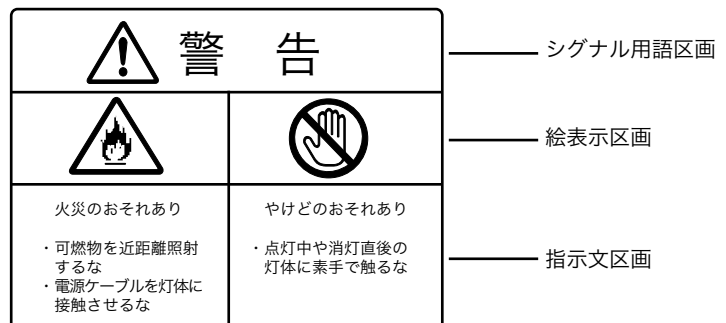 警 告
シグナル用語区画
絵表示区画
火災のおそれあり
・可燃物を近距離照射
するな
・電源ケーブルを灯体に
接触させるな
やけどのおそれあり
・点灯中や消灯直後の
灯体に素手で触るな
指示文区画